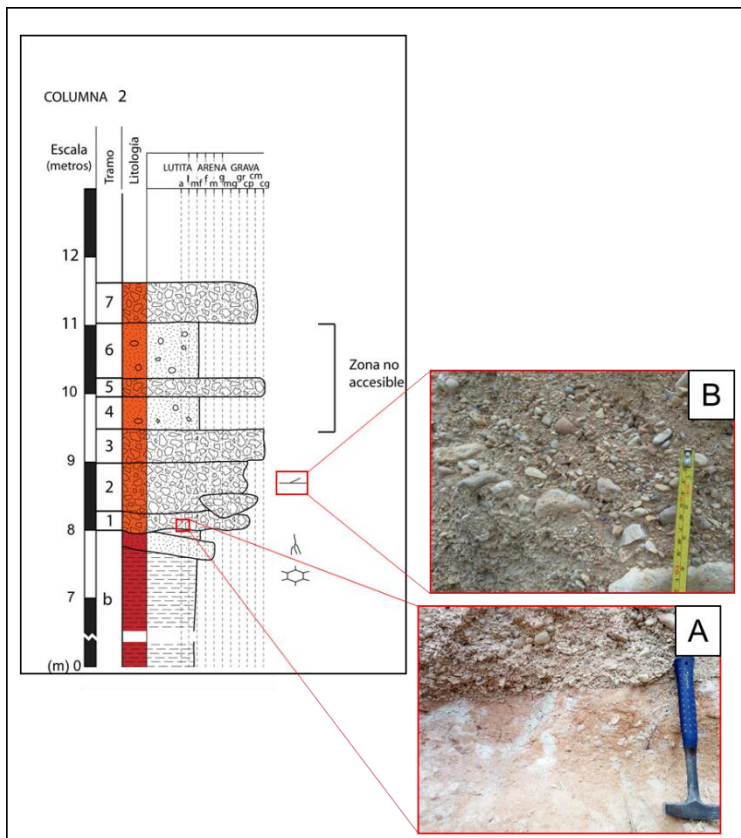 COLUMNA 2
Escala
(metros)
Tramo
Litología
LUTITA ARENA GRAVA
a l mf f m g mg gr cp cm cg
12
7
11
6
Zona no
accesible
10
5
4
3
9
2
8
1
7
b
(m) 0
B
A